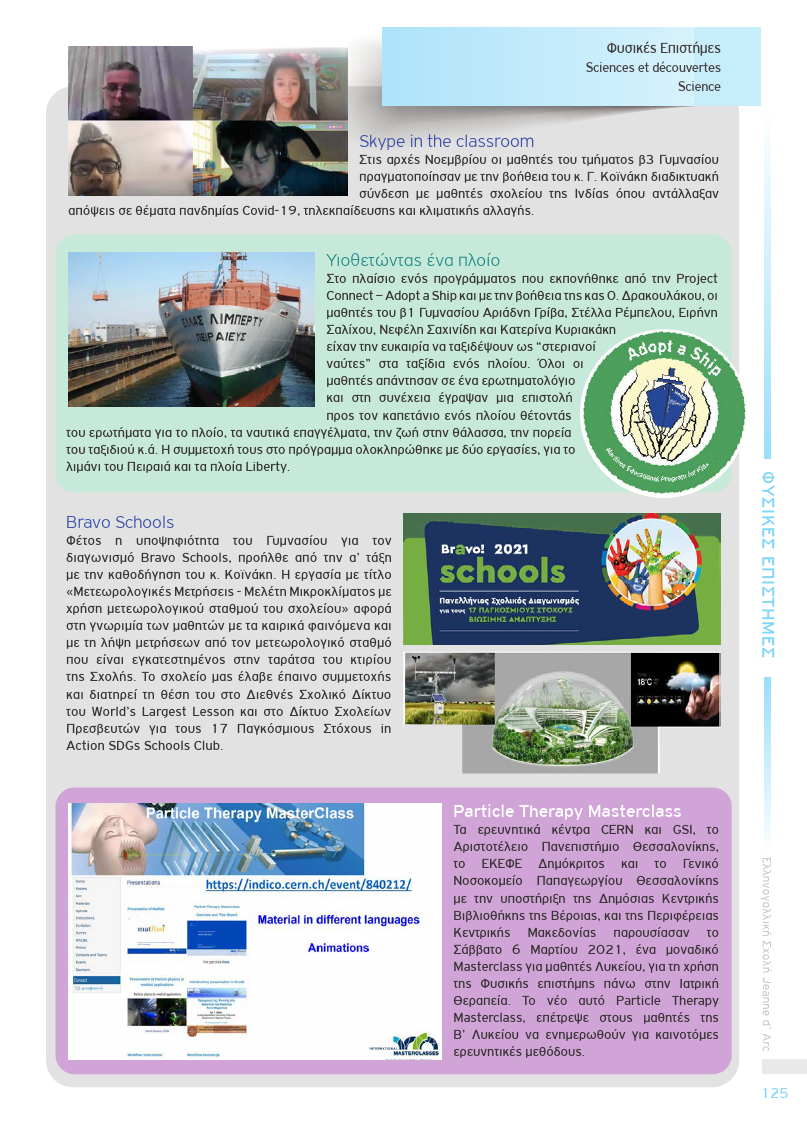 Φυσικές Επιστήμες
Sciences et découvertes
Science
Skype in the classroom
Στις αρχές Νοεμβρίου οι μαθητές του τμήματος β3 Γυμνασίου
πραγματοποίησαν με την βοήθεια του κ. Γ. Κοϊνάκη διαδικτυακή
σύνδεση με μαθητές σχολείου της Ινδίας όπου αντάλλαξαν
απόψεις σε θέματα πανδημίας Covid-19, τηλεκπαίδευσης και κλιματικής αλλαγής.
Υιοθετώντας ένα πλοίο
Στο πλαίσιο ενός προγράμματος που εκπονήθηκε από την Project
Connect – Adopt a Ship και με την βοήθεια της κας Ο. Δρακουλάκου, οι
μαθητές του β1 Γυμνασίου Αριάδνη Γρίβα, Στέλλα Ρέμπελου, Ειρήνη
Σαλίχου, Νεφέλη Σαχινίδη και Κατερίνα Κυριακάκη
είχαν την ευκαιρία να ταξιδέψουν ως “στεριανοί
ναύτες” στα ταξίδια ενός πλοίου. Όλοι οι
μαθητές απάντησαν σε ένα ερωτηματολόγιο
και στη συνέχεια έγραψαν μια επιστολή
προς τον καπετάνιο ενός πλοίου θέτοντάς
του ερωτήματα για το πλοίο, τα ναυτικά επαγγέλματα, την ζωή στην θάλασσα, την πορεία
του ταξιδιού κ.ά. Η συμμετοχή τους στο πρόγραμμα ολοκληρώθηκε με δύο εργασίες, για το
λιμάνι του Πειραιά και τα πλοία Liberty.
ΕΛΛΑΣ ΛΙΜΠΕΡΤΥ
ΠΕΙΡΑΙΕΥΣ
Adopt a Ship
Maritime Educational Program for Kids
Bravo Schools
Φέτος η υποψηφιότητα του Γυμνασίου για τον
διαγωνισμό Bravo Schools, προήλθε από την α’ τάξη
με την καθοδήγηση του κ. Κοϊνάκη. Η εργασία με τίτλο
«Μετεωρολογικές Μετρήσεις - Μελέτη Μικροκλίματος με
χρήση μετεωρολογικού σταθμού του σχολείου» αφορά
στη γνωριμία των μαθητών με τα καιρικά φαινόμενα και
με τη λήψη μετρήσεων από τον μετεωρολογικό σταθμό
που είναι εγκατεστημένος στην ταράτσα του κτιρίου
της Σχολής. Το σχολείο μας έλαβε έπαινο συμμετοχής
και διατηρεί τη θέση του στο Διεθνές Σχολικό Δίκτυο
του World’s Largest Lesson και στο Δίκτυο Σχολείων
Πρεσβευτών για τους 17 Παγκόσμιους Στόχους in
Action SDGs Schools Club.
Bravo! 2021
schools
Πανελλήνιος Σχολικός Διαγωνισμός
για τους 17 ΠΑΓΚΟΣΜΙΟΥΣ ΣΤΟΧΟΥΣ
ΒΙΩΣΙΜΗΣ ΑΝΑΠΤΥΞΗΣ
18°C
Particle Therapy MasterClass
Presentations
https://indico.cern.ch/event/840212/
Material in different languages
Animations
matRad
INTERNATIONAL MASTERCLASSES
Particle Therapy Masterclass
Τα ερευνητικά κέντρα CERN και GSI, το
Αριστοτέλειο Πανεπιστήμιο Θεσσαλονίκης,
το ΕΚΕΦΕ Δημόκριτος και το Γενικό
Νοσοκομείο Παπαγεωργίου Θεσσαλονίκης
με την υποστήριξη της Δημόσιας Κεντρικής
Βιβλιοθήκης της Βέροιας, και της Περιφέρειας
Κεντρικής Μακεδονίας παρουσίασαν το
Σάββατο 6 Μαρτίου 2021, ένα μοναδικό
Masterclass για μαθητές Λυκείου, για τη χρήση
της Φυσικής επιστήμης πάνω στην Ιατρική
Θεραπεία. Το νέο αυτό Particle Therapy
Masterclass, επέτρεψε στους μαθητές της
Β’ Λυκείου να ενημερωθούν για καινοτόμες
ερευνητικές μεθόδους.
ΦΥΣΙΚΕΣ ΕΠΙΣΤΗΜΕΣ
Ελληνογαλλική Σχολή Jeanne d’ Arc
125